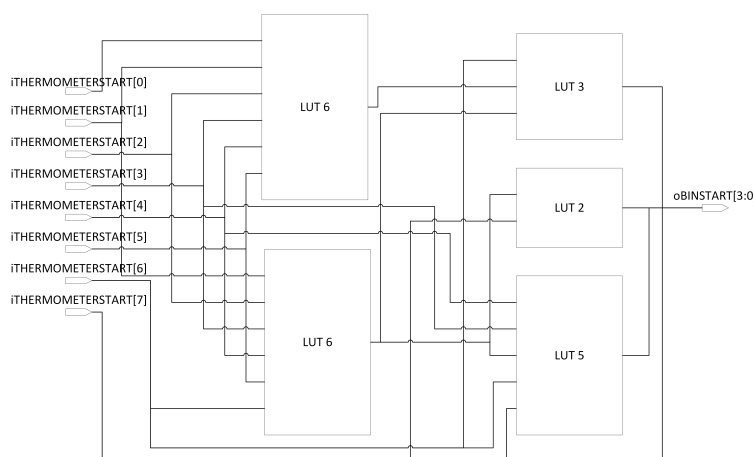 iTHERMOMETERSTART[0]
iTHERMOMETERSTART[1]
iTHERMOMETERSTART[2]
iTHERMOMETERSTART[3]
iTHERMOMETERSTART[4]
iTHERMOMETERSTART[5]
iTHERMOMETERSTART[6]
iTHERMOMETERSTART[7]
LUT 6
LUT 6
LUT 3
LUT 2
LUT 5
oBINSTART[3:0